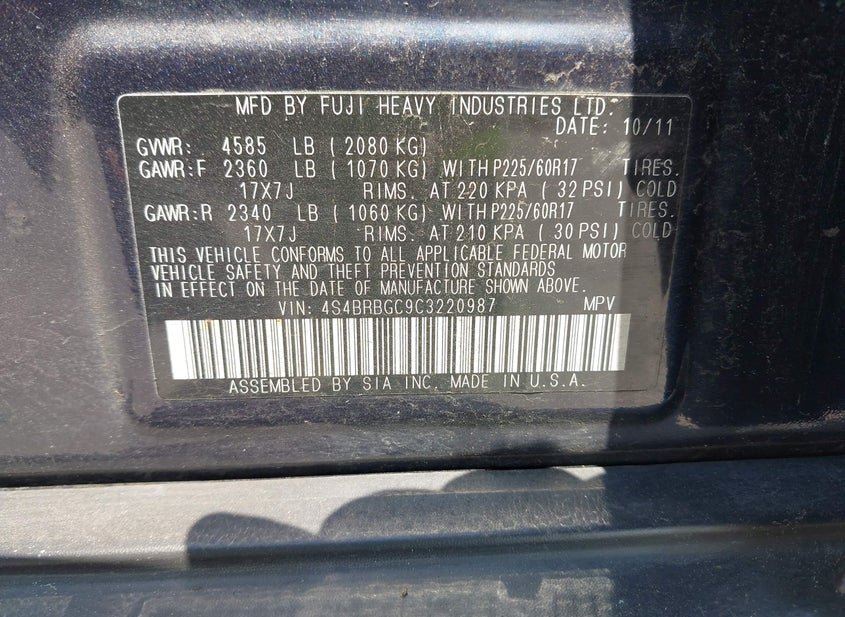 MFD BY FUJI HEAVY INDUSTRIES LTD.
DATE: 10/11
GVWR: 4585 LB (2080 KG)
GAWR:F 2360 LB (1070 KG) WITH P225/60R17 TIRES.
17X7J RIMS. AT 220 KPA (32 PSI) COLD
GAWR:R 2340 LB (1060 KG) WITH P225/60R17 TIRES.
17X7J RIMS. AT 210 KPA (30 PSI) COLD
THIS VEHICLE CONFORMS TO ALL APPLICABLE FEDERAL MOTOR
VEHICLE SAFETY AND THEFT PREVENTION STANDARDS
IN EFFECT ON THE DATE OF MANUFACTURE SHOWN ABOVE.
VIN: 4S4BRBGC9C3220987 MPV
ASSEMBLED BY SIA INC. MADE IN U.S.A.